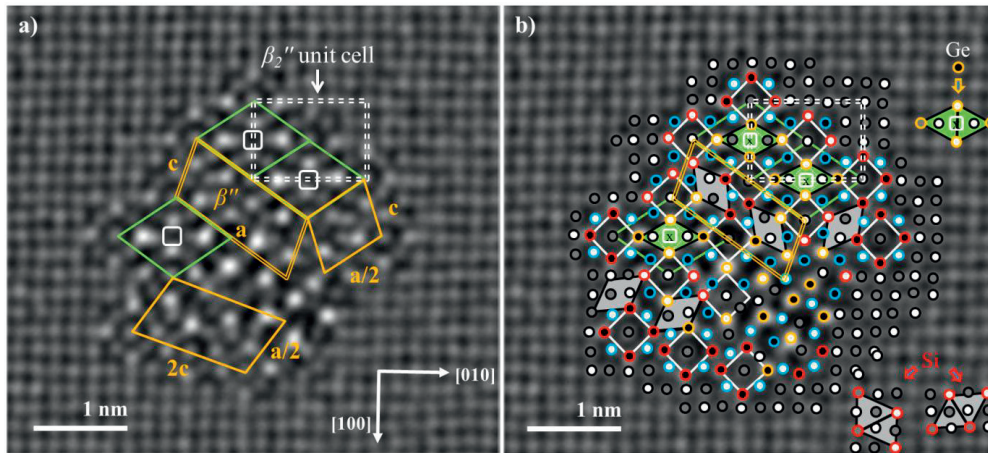 a)
β₂'' unit cell
c
β''
a
c
a/2
2c
a/2
[010]
[100]
1 nm
b)
Ge
x
x
x
x
Si
1 nm